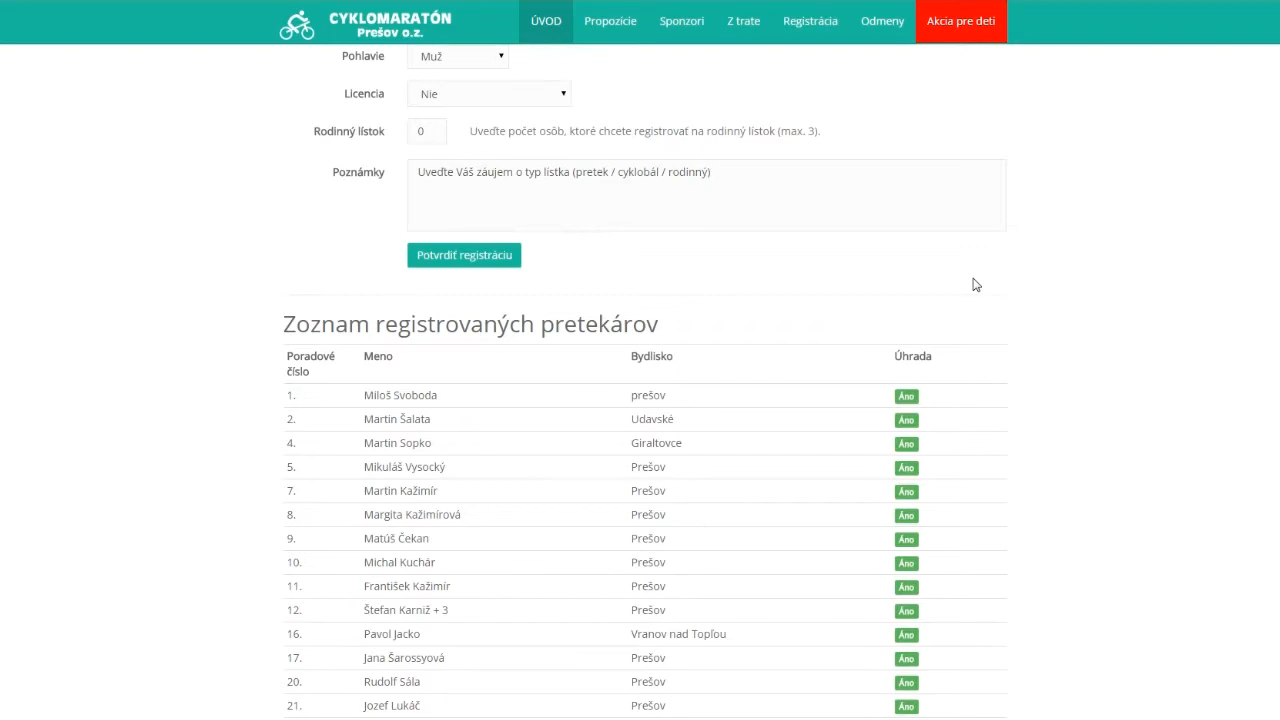 CYKLOMARATÓN
Prešov o.z.
ÚVOD Propozície Sponzori Z trate Registrácia Odmeny Akcia pre deti
Pohlavie Muž
Licencia Nie
Rodinný lístok 0 Uveďte počet osôb, ktoré chcete registrovať na rodinný lístok (max. 3).
Poznámky Uveďte Váš záujem o typ lístka (pretek / cyklobál / rodinný)
Potvrdiť registráciu
Zoznam registrovaných pretekárov
Poradové číslo Meno Bydlisko Úhrada
1. Miloš Svoboda prešov Áno
2. Martin Šalata Udavské Áno
4. Martin Sopko Giraltovce Áno
5. Mikuláš Vysocký Prešov Áno
7. Martin Kažimír Prešov Áno
8. Margita Kažimírová Prešov Áno
9. Matúš Čekan Prešov Áno
10. Michal Kuchár Prešov Áno
11. František Kažimír Prešov Áno
12. Štefan Karniž + 3 Prešov Áno
16. Pavol Jacko Vranov nad Topľou Áno
17. Jana Šarossyová Prešov Áno
20. Rudolf Sála Prešov Áno
21. Jozef Lukáč Prešov Áno